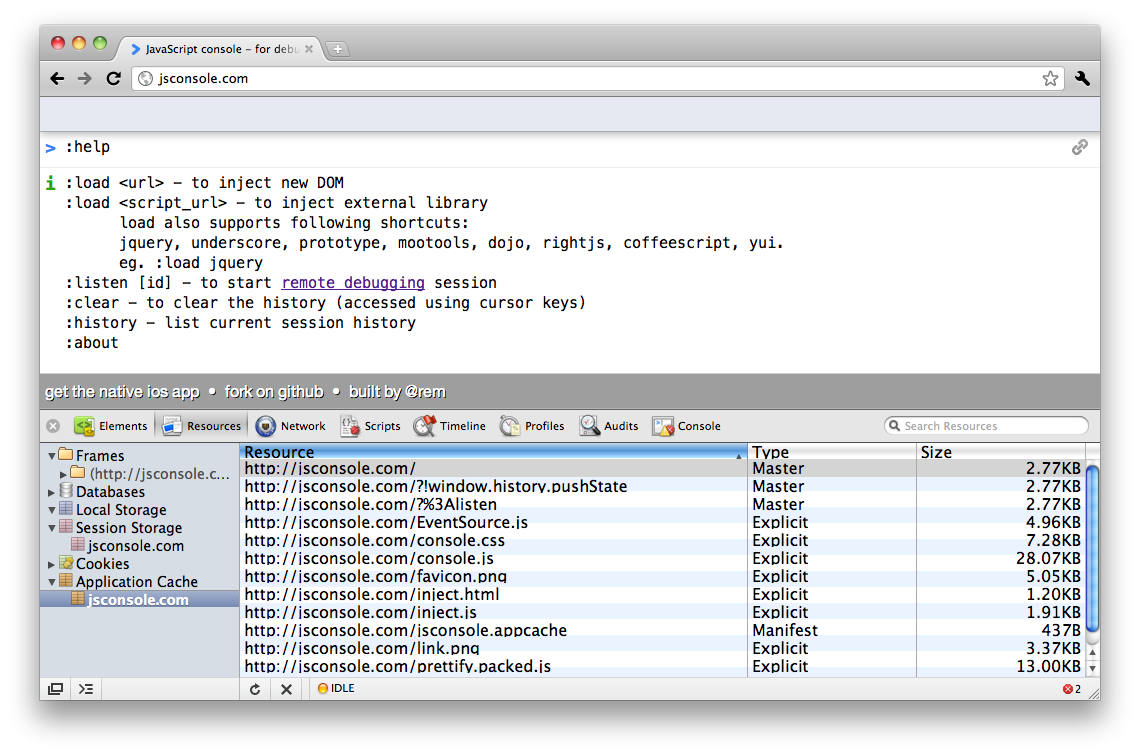 JavaScript console – for debu
jsconsole.com
> :help
i :load <url> – to inject new DOM
:load <script_url> – to inject external library
load also supports following shortcuts:
jquery, underscore, prototype, mootools, dojo, rightjs, coffeescript, yui.
eg. :load jquery
:listen [id] – to start remote debugging session
:clear – to clear the history (accessed using cursor keys)
:history – list current session history
:about
get the native ios app • fork on github • built by @rem
Elements Resources Network Scripts Timeline Profiles Audits Console Search Resources
Frames
(http://jsconsole.c...
Databases
Local Storage
Session Storage
jsconsole.com
Cookies
Application Cache
jsconsole.com
Resource Type Size
http://jsconsole.com/ Master 2.77KB
http://jsconsole.com/?!window.history.pushState Master 2.77KB
http://jsconsole.com/?%3Alisten Master 2.77KB
http://jsconsole.com/EventSource.js Explicit 4.96KB
http://jsconsole.com/console.css Explicit 7.28KB
http://jsconsole.com/console.js Explicit 28.07KB
http://jsconsole.com/favicon.png Explicit 5.05KB
http://jsconsole.com/inject.html Explicit 1.20KB
http://jsconsole.com/inject.js Explicit 1.91KB
http://jsconsole.com/jsconsole.appcache Manifest 437B
http://jsconsole.com/link.png Explicit 3.37KB
http://jsconsole.com/prettify.packed.js Explicit 13.00KB
IDLE 2